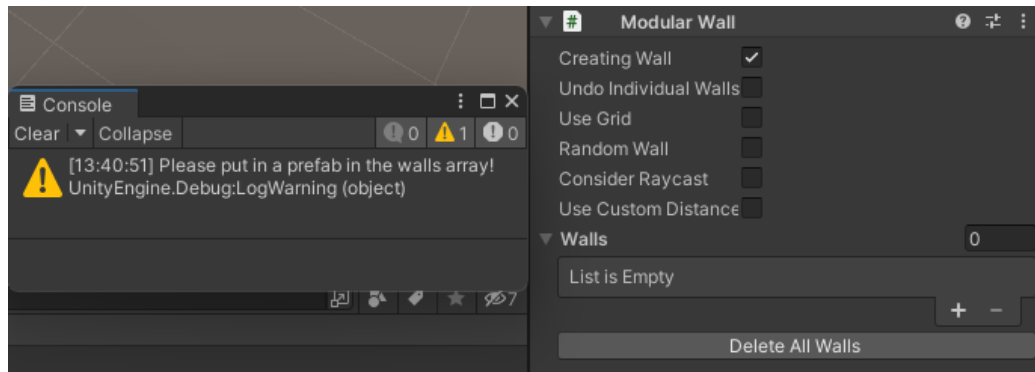 Console
Clear
Collapse
0
1
0
[13:40:51] Please put in a prefab in the walls array!
UnityEngine.Debug:LogWarning (object)
7
# Modular Wall
Creating Wall
Undo Individual Walls
Use Grid
Random Wall
Consider Raycast
Use Custom Distance
Walls 0
List is Empty
+ −
Delete All Walls